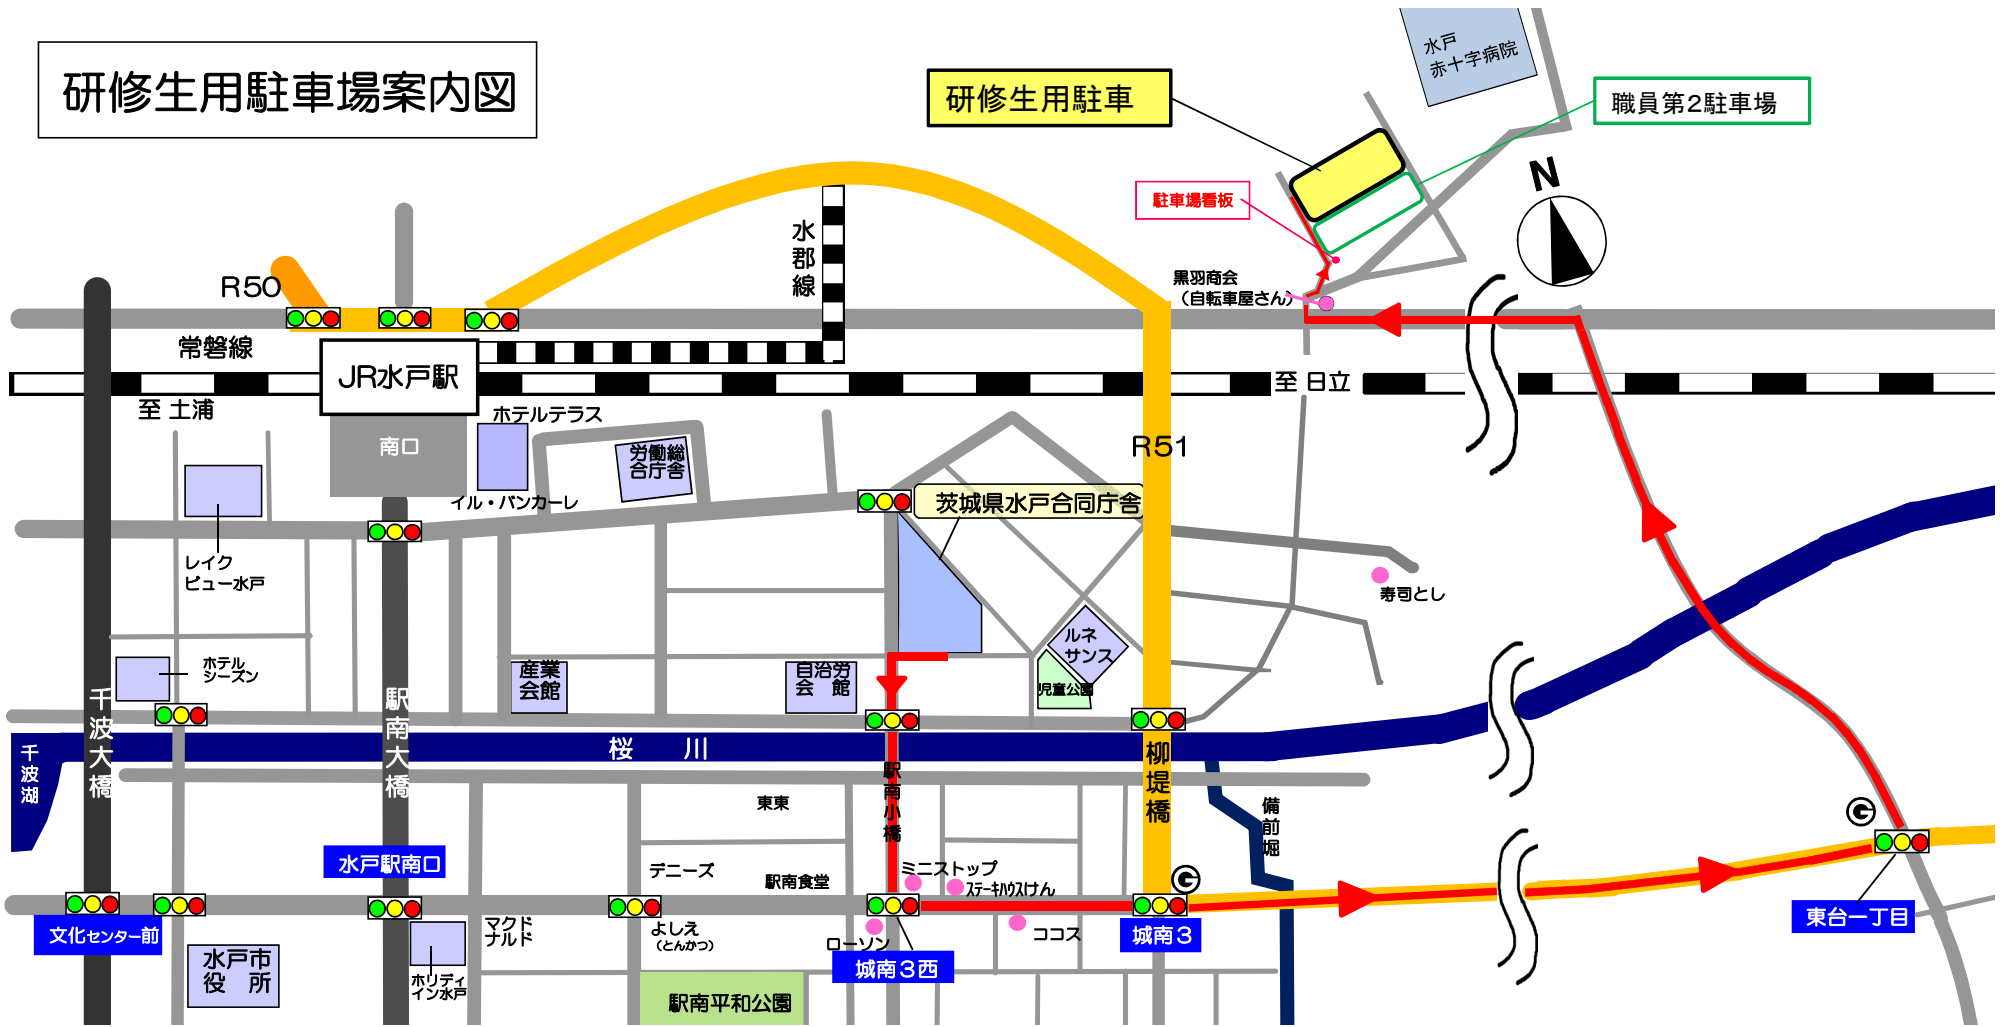 研修生用駐車場案内図
水戸
赤十字病院
研修生用駐車
職員第2駐車場
N
駐車場看板
水郡線
R50
黒羽商会
（自転車屋さん）
常磐線
JR水戸駅
至 日立
至 土浦
ホテルテラス
南口
R51
労働総
合庁舎
イル・バンカーレ
茨城県水戸合同庁舎
レイク
ビュー水戸
寿司とし
ルネ
サンス
ホテル
シーズン
産業
会館
自治労
会　館
児童公園
千波大橋
駅南大橋
桜　川
千波湖
駅南小橋
柳堤橋
備前堀
東東
水戸駅南口
デニーズ
駅南食堂
ミニストップ
ステーキハウスけん
G
G
文化センター前
マクド
ナルド
よしえ
（とんかつ）
ローソン
ココス
城南３
東台一丁目
水戸市
役　所
ホリディ
イン水戸
城南３西
駅南平和公園